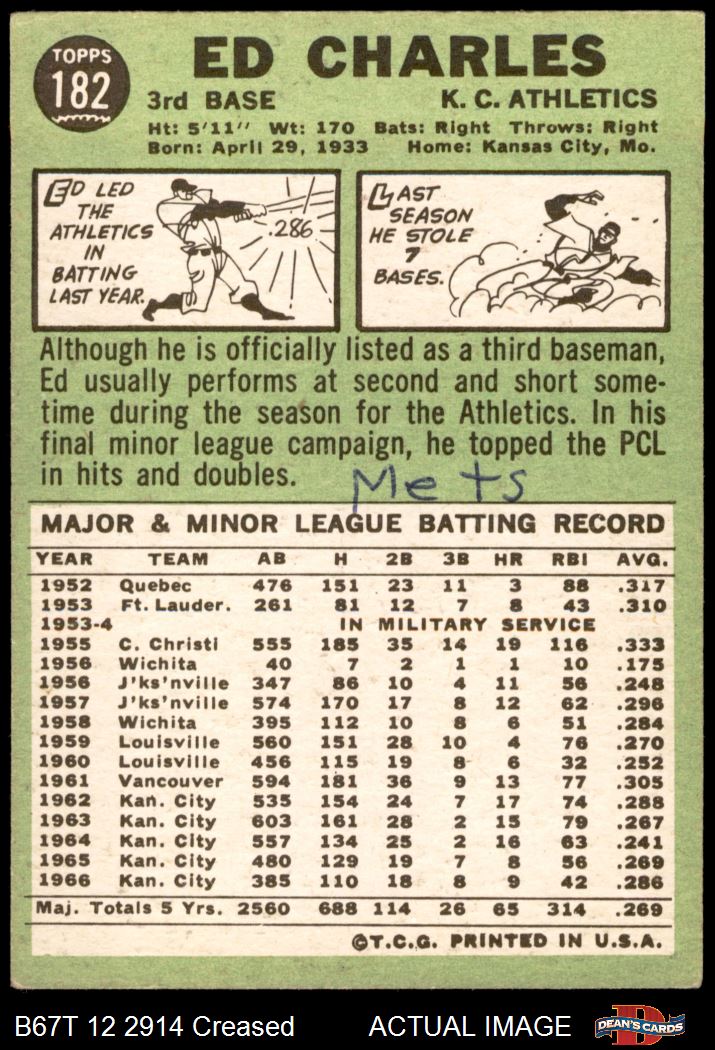 TOPPS
182
ED CHARLES
3rd BASE K. C. ATHLETICS
Ht: 5'11" Wt: 170 Bats: Right Throws: Right
Born: April 29, 1933 Home: Kansas City, Mo.
ED LED
THE
ATHLETICS
IN
BATTING
LAST YEAR.
.286
LAST
SEASON
HE STOLE
7
BASES.
Although he is officially listed as a third baseman,
Ed usually performs at second and short some-
time during the season for the Athletics. In his
final minor league campaign, he topped the PCL
in hits and doubles.
Mets
MAJOR & MINOR LEAGUE BATTING RECORD
YEAR TEAM AB H 2B 3B HR RBI AVG.
1952 Quebec 476 151 23 11 3 88 .317
1953 Ft. Lauder. 261 81 12 7 8 43 .310
1953-4 IN MILITARY SERVICE
1955 C. Christi 555 185 35 14 19 116 .333
1956 Wichita 40 7 2 1 1 10 .175
1956 J'ks'nville 347 86 10 4 11 56 .248
1957 J'ks'nville 574 170 17 8 12 62 .296
1958 Wichita 395 112 10 8 6 51 .284
1959 Louisville 560 151 28 10 4 76 .270
1960 Louisville 456 115 19 8 6 32 .252
1961 Vancouver 594 181 36 9 13 77 .305
1962 Kan. City 535 154 24 7 17 74 .288
1963 Kan. City 603 161 28 2 15 79 .267
1964 Kan. City 557 134 25 2 16 63 .241
1965 Kan. City 480 129 19 7 8 56 .269
1966 Kan. City 385 110 18 8 9 42 .286
Maj. Totals 5 Yrs. 2560 688 114 26 65 314 .269
©T.C.G. PRINTED IN U.S.A.
B67T 12 2914 Creased ACTUAL IMAGE
DEAN'S CARDS